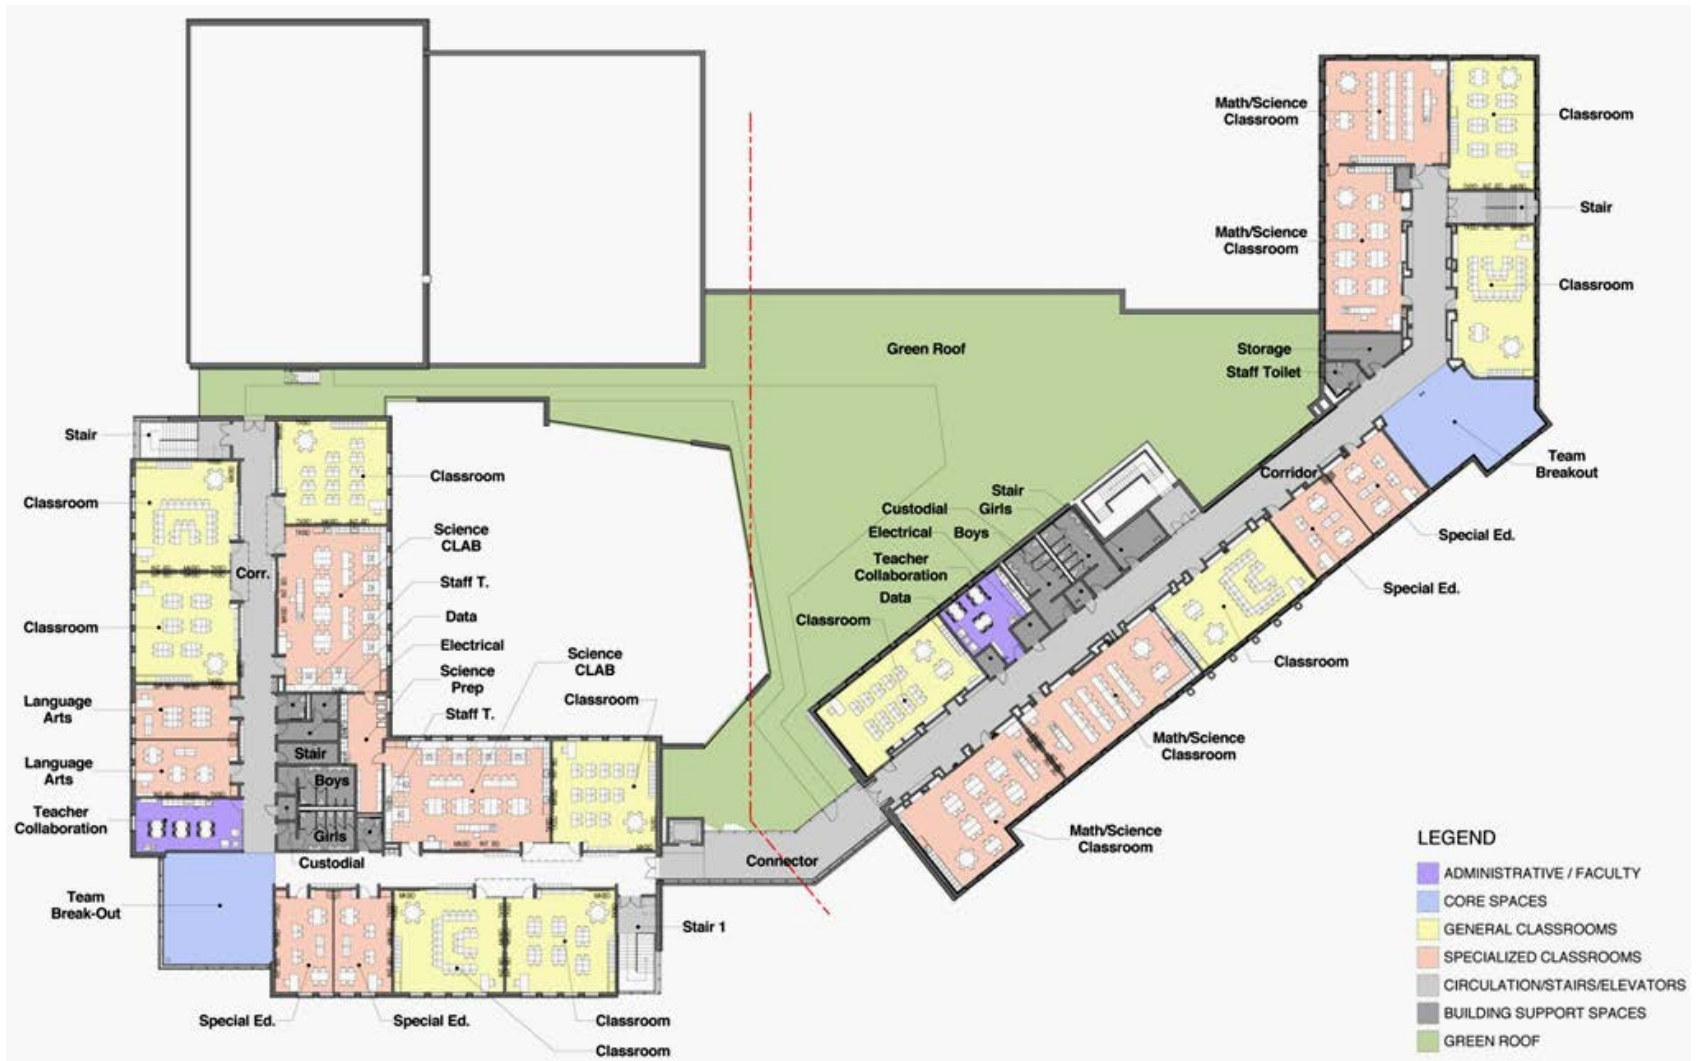 Math/Science
Classroom
Classroom
Stair
Math/Science
Classroom
Classroom
Green Roof
Storage
Staff Toilet
Stair
Classroom
Classroom
Corr.
Classroom
Language
Arts
Language
Arts
Teacher
Collaboration
Team
Break-Out
Science
CLAB
Staff T.
Data
Electrical
Science
Prep
Staff T.
Science
CLAB
Classroom
Stair
Boys
Girls
Custodial
Special Ed.
Special Ed.
Classroom
Classroom
Stair 1
Connector
Stair
Custodial
Girls
Electrical
Boys
Teacher
Collaboration
Data
Classroom
Corridor
Team
Breakout
Special Ed.
Special Ed.
Classroom
Math/Science
Classroom
Math/Science
Classroom
LEGEND
ADMINISTRATIVE / FACULTY
CORE SPACES
GENERAL CLASSROOMS
SPECIALIZED CLASSROOMS
CIRCULATION/STAIRS/ELEVATORS
BUILDING SUPPORT SPACES
GREEN ROOF